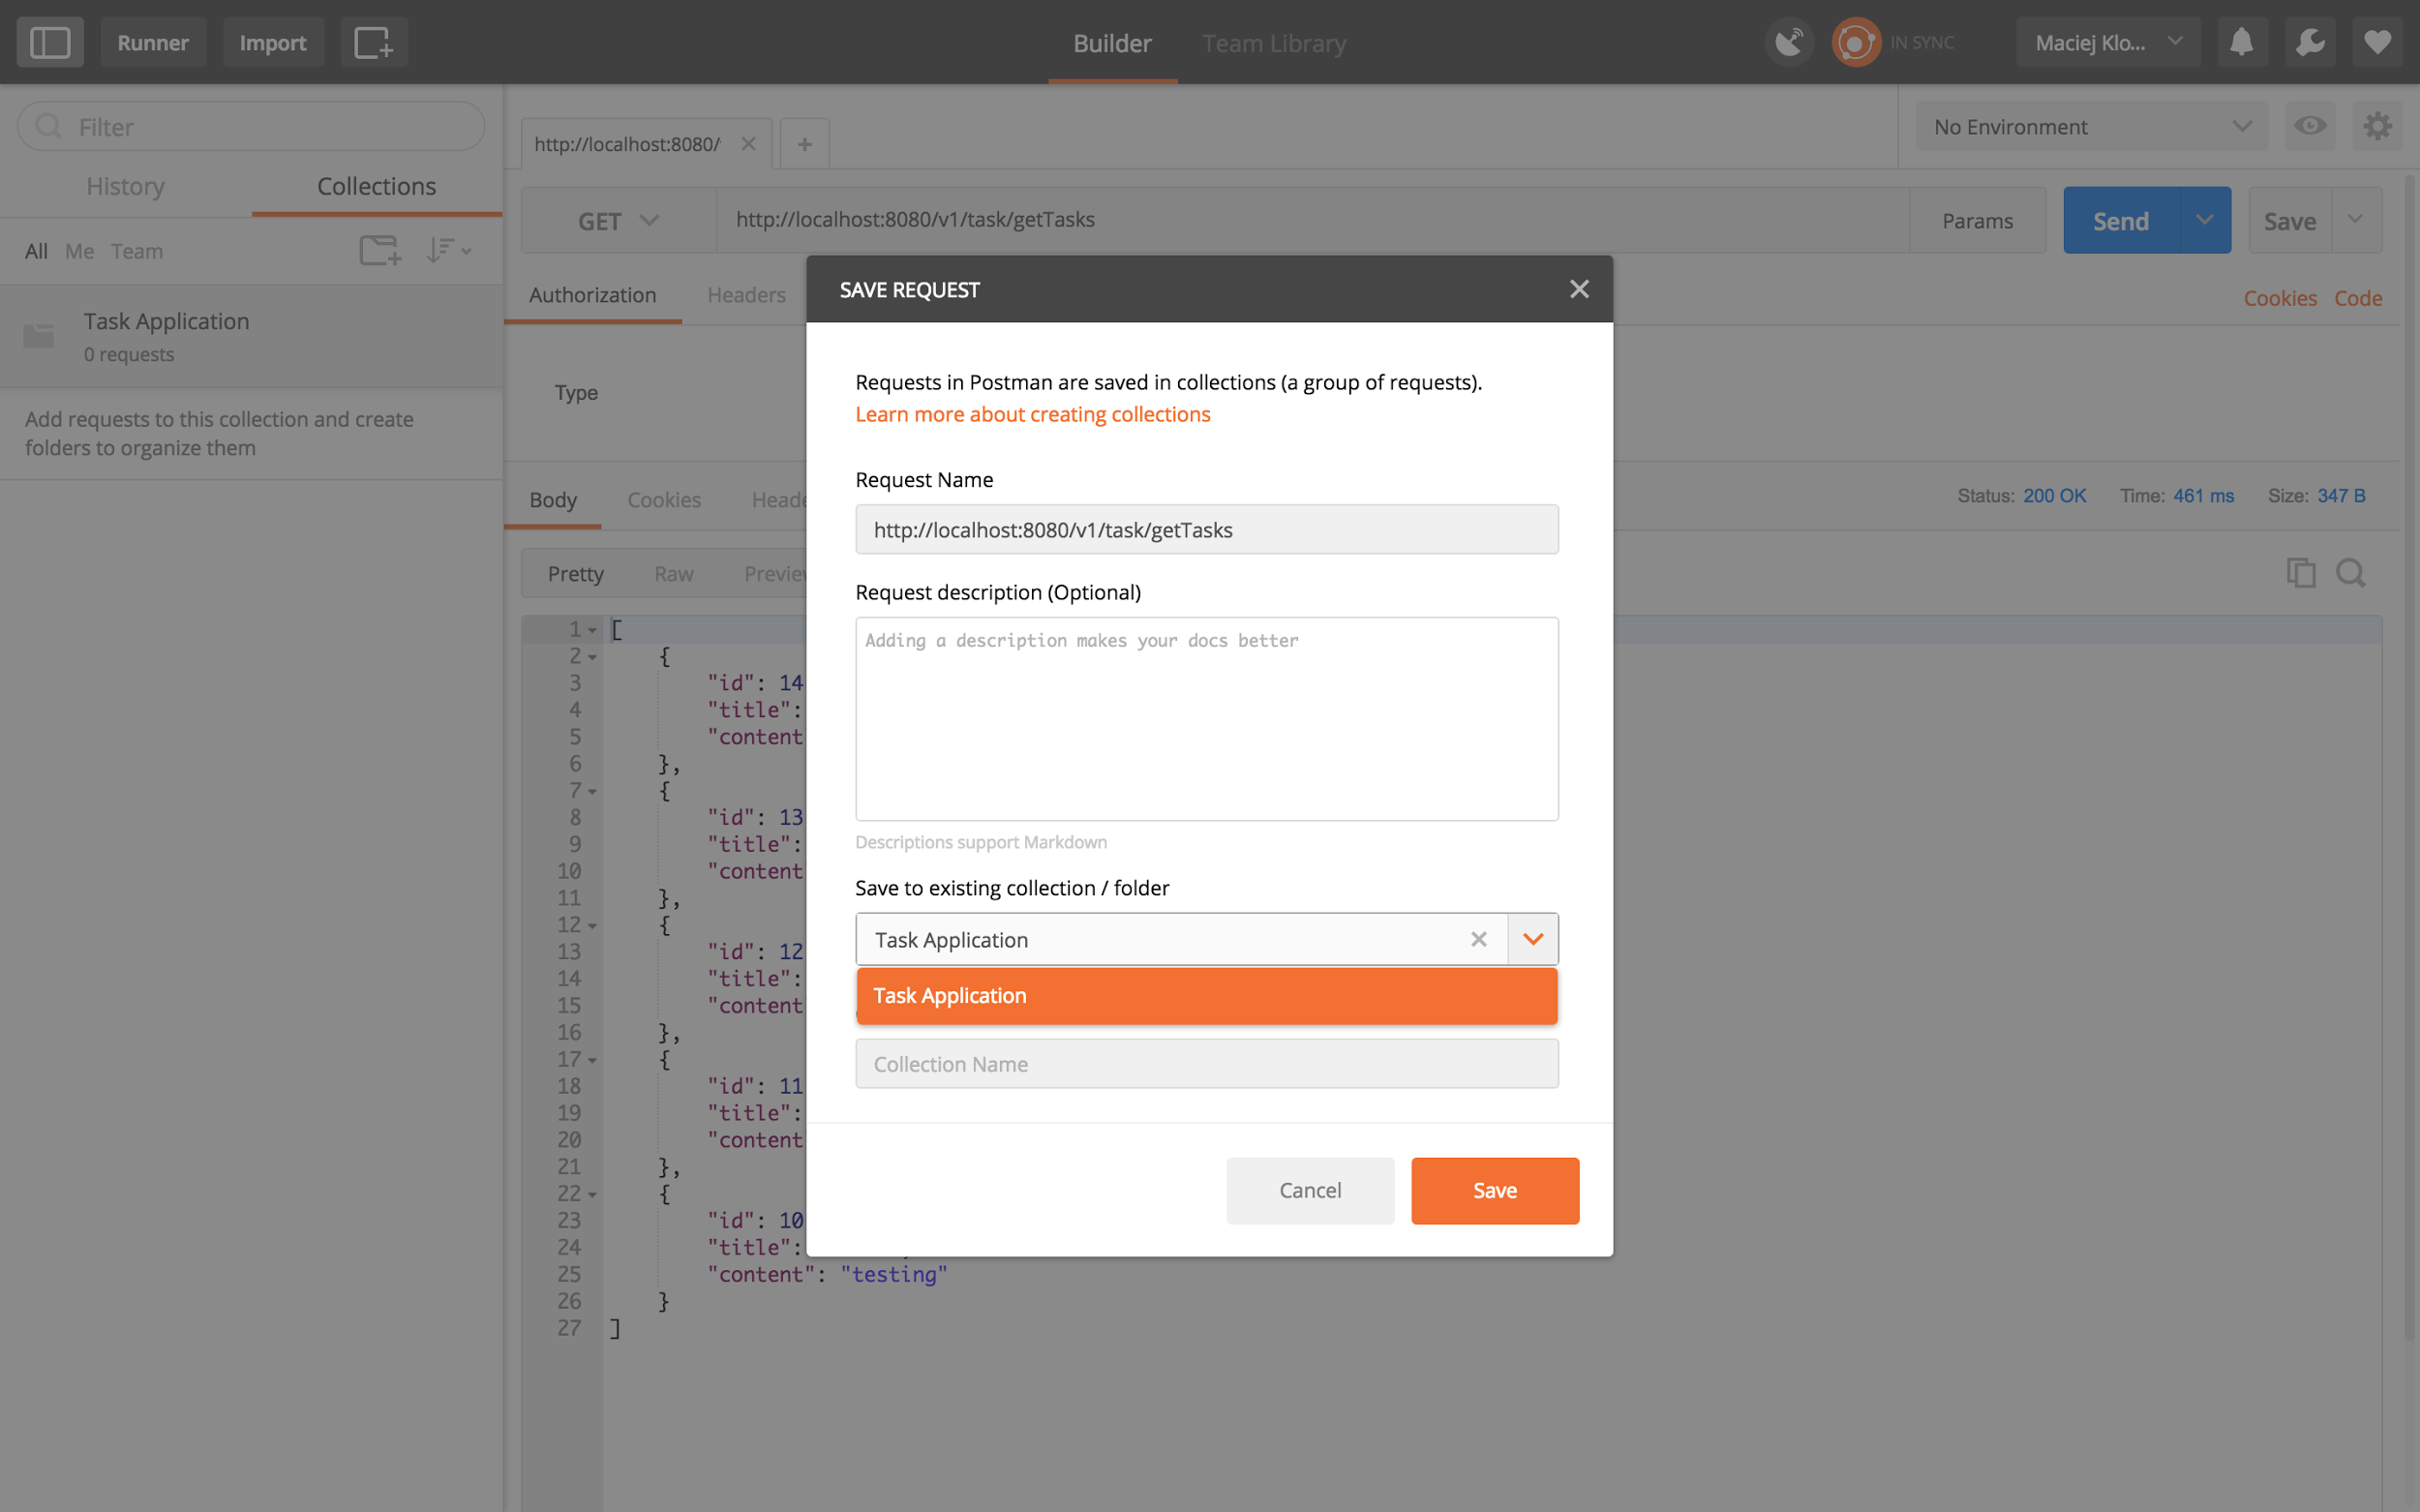 Runner Import Builder Team Library IN SYNC Maciej Klo...
Filter
History Collections
All Me Team
Task Application
0 requests
Add requests to this collection and create
folders to organize them
http://localhost:8080/ No Environment
GET http://localhost:8080/v1/task/getTasks Params Send Save
Authorization Headers Cookies Code
Type
Body Cookies Heade Status: 200 OK Time: 461 ms Size: 347 B
Pretty Raw Preview
1 [
2 {
3 "id": 14
4 "title":
5 "content
6 },
7 {
8 "id": 13
9 "title":
10 "content
11 },
12 {
13 "id": 12
14 "title":
15 "content
16 },
17 {
18 "id": 11
19 "title":
20 "content
21 },
22 {
23 "id": 10
24 "title":
25 "content": "testing"
26 }
27 ]
SAVE REQUEST
Requests in Postman are saved in collections (a group of requests).
Learn more about creating collections
Request Name
http://localhost:8080/v1/task/getTasks
Request description (Optional)
Adding a description makes your docs better
Descriptions support Markdown
Save to existing collection / folder
Task Application
Task Application
Collection Name
Cancel Save